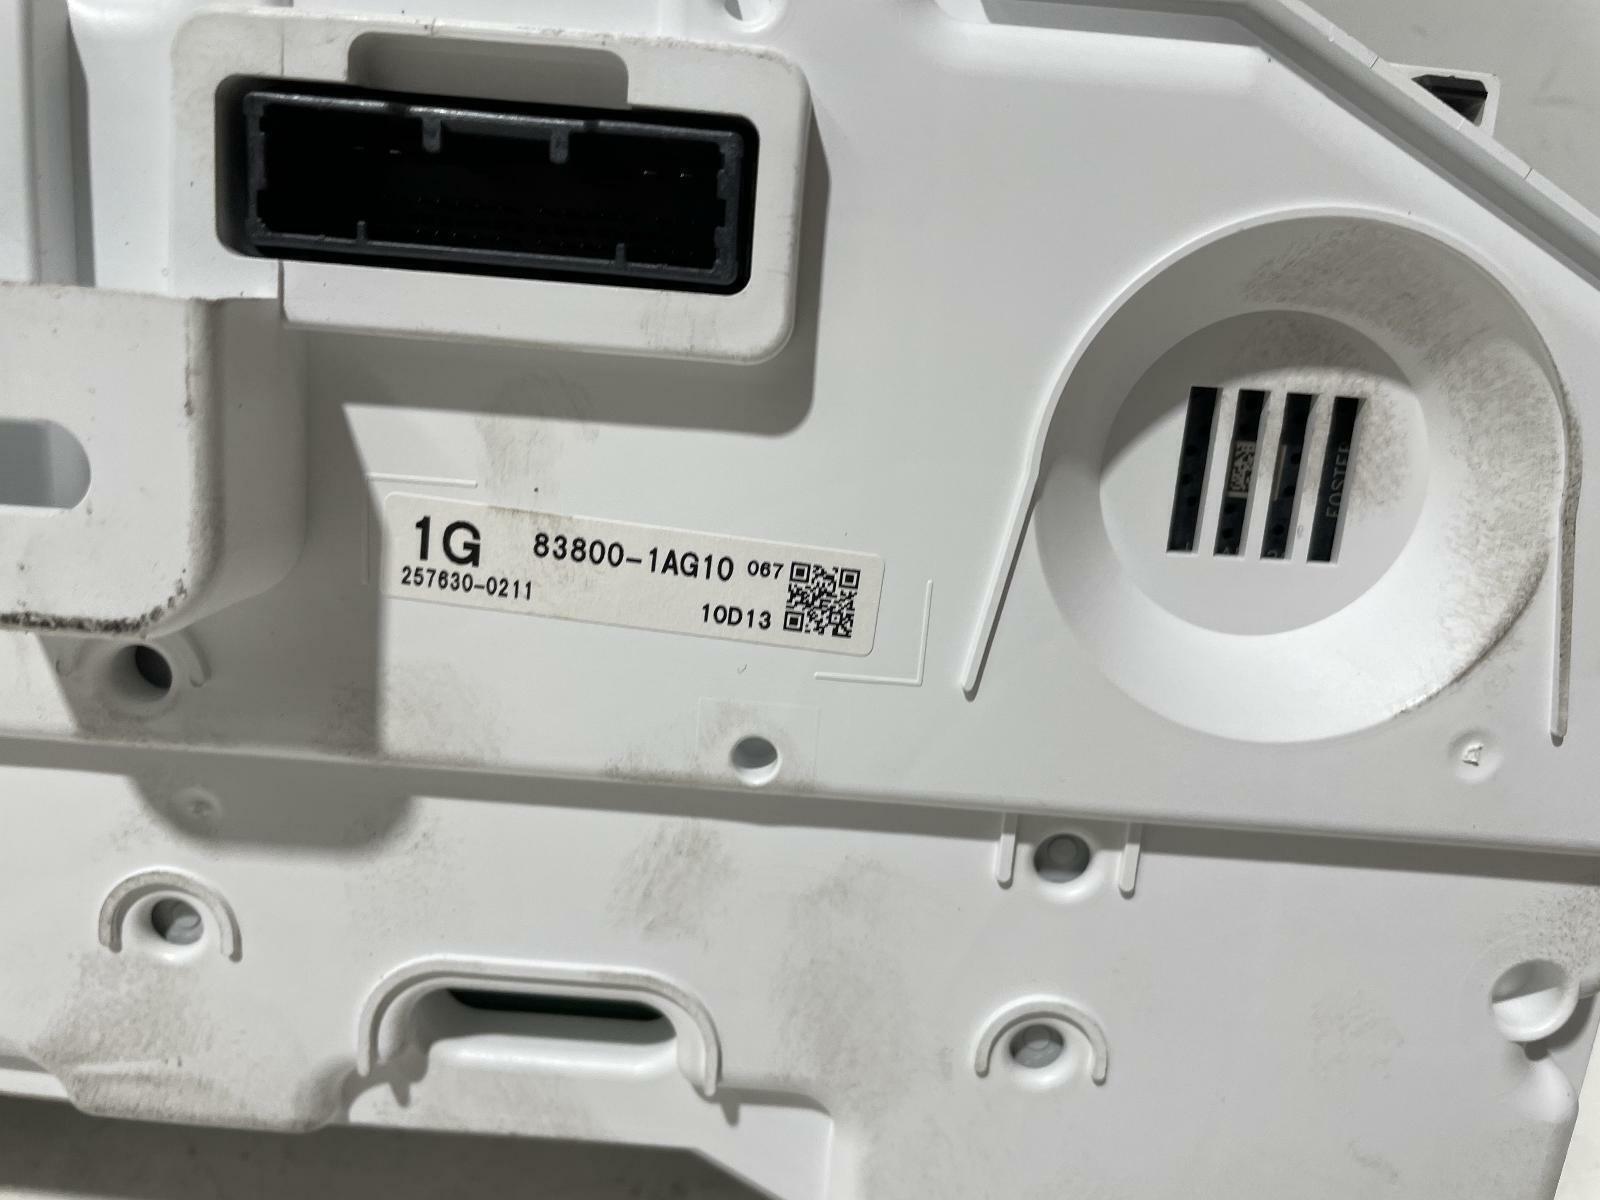 1G 83800-1AG10 067
257630-0211
10D13
FOSTER
A